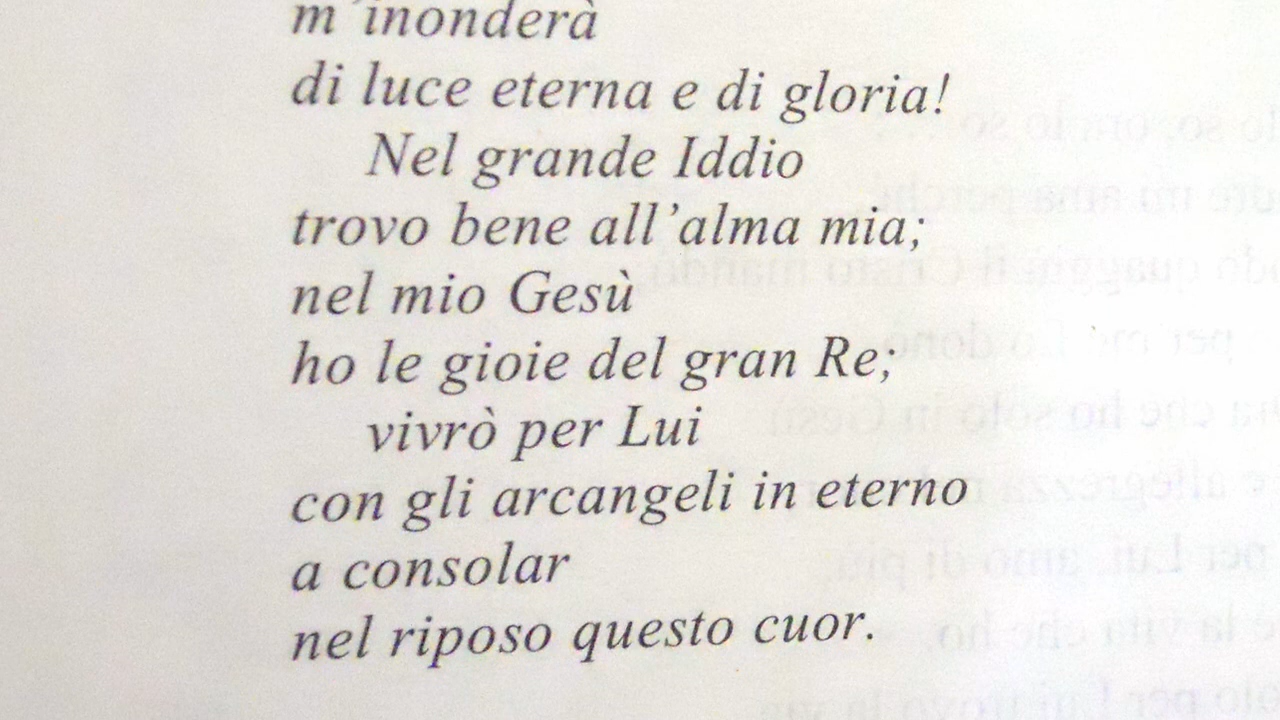 m'inonderà
di luce eterna e di gloria!
Nel grande Iddio
trovo bene all'alma mia;
nel mio Gesù
ho le gioie del gran Re;
vivrò per Lui
con gli arcangeli in eterno
a consolar
nel riposo questo cuor.